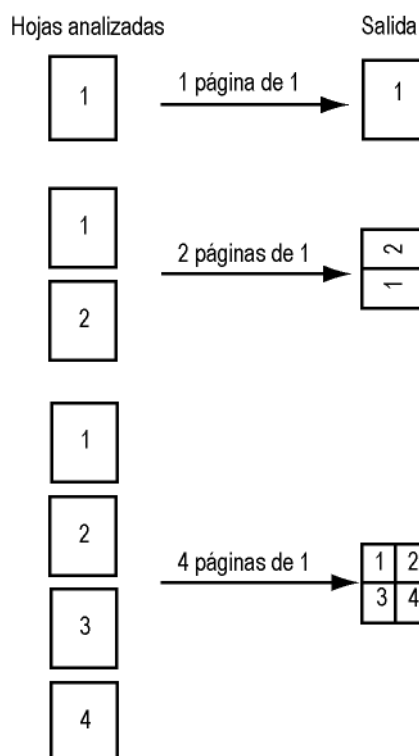 Hojas analizadas Salida
1 1 página de 1 1
1
2 páginas de 1 2
1
2
1
2
4 páginas de 1 1 2
3 4
3
4